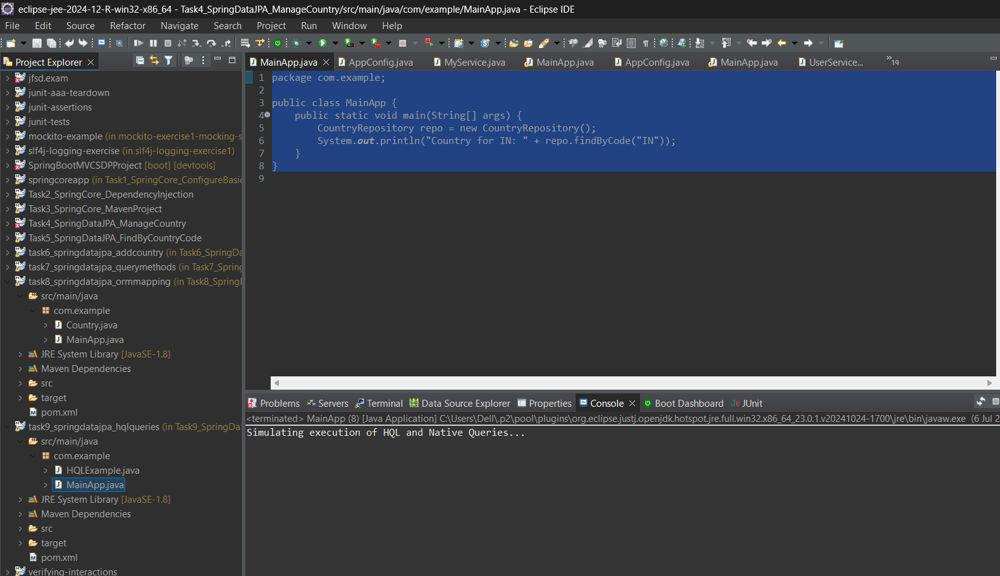 eclipse-jee-2024-12-R-win32-x86_64 - Task4_SpringDataJPA_ManageCountry/src/main/java/com/example/MainApp.java - Eclipse IDE
File Edit Source Refactor Navigate Search Project Run Window Help
Project Explorer
jfsd.exam
junit-aaa-teardown
junit-assertions
junit-tests
mockito-example (in mockito-exercise1-mocking-s
slf4j-logging-exercise (in slf4j-logging-exercise1)
SpringBootMVCSDPProject [boot] [devtools]
springcoreapp (in Task1_SpringCore_ConfigureBasic
Task2_SpringCore_DependencyInjection
Task3_SpringCore_MavenProject
Task4_SpringDataJPA_ManageCountry
Task5_SpringDataJPA_FindByCountryCode
task6_springdatajpa_addcountry (in Task6_SpringDa
task7_springdatajpa_querymethods (in Task7_Spring
task8_springdatajpa_ormmapping (in Task8_Spring
src/main/java
com.example
Country.java
MainApp.java
JRE System Library [JavaSE-1.8]
Maven Dependencies
src
target
pom.xml
task9_springdatajpa_hqlqueries (in Task9_SpringDat
src/main/java
com.example
HQLExample.java
MainApp.java
JRE System Library [JavaSE-1.8]
Maven Dependencies
src
target
pom.xml
verifying-interactions
MainApp.java AppConfig.java MyService.java MainApp.java AppConfig.java MainApp.java UserService... »19
1 package com.example;
2
3 public class MainApp {
4 public static void main(String[] args) {
5 CountryRepository repo = new CountryRepository();
6 System.out.println("Country for IN: " + repo.findByCode("IN"));
7 }
8 }
9
Problems Servers Terminal Data Source Explorer Properties Console Boot Dashboard JUnit
<terminated> MainApp (8) [Java Application] C:\Users\Dell\.p2\pool\plugins\org.eclipse.justj.openjdk.hotspot.jre.full.win32.x86_64_23.0.1.v20241024-1700\jre\bin\javaw.exe (6 Jul 2
Simulating execution of HQL and Native Queries...